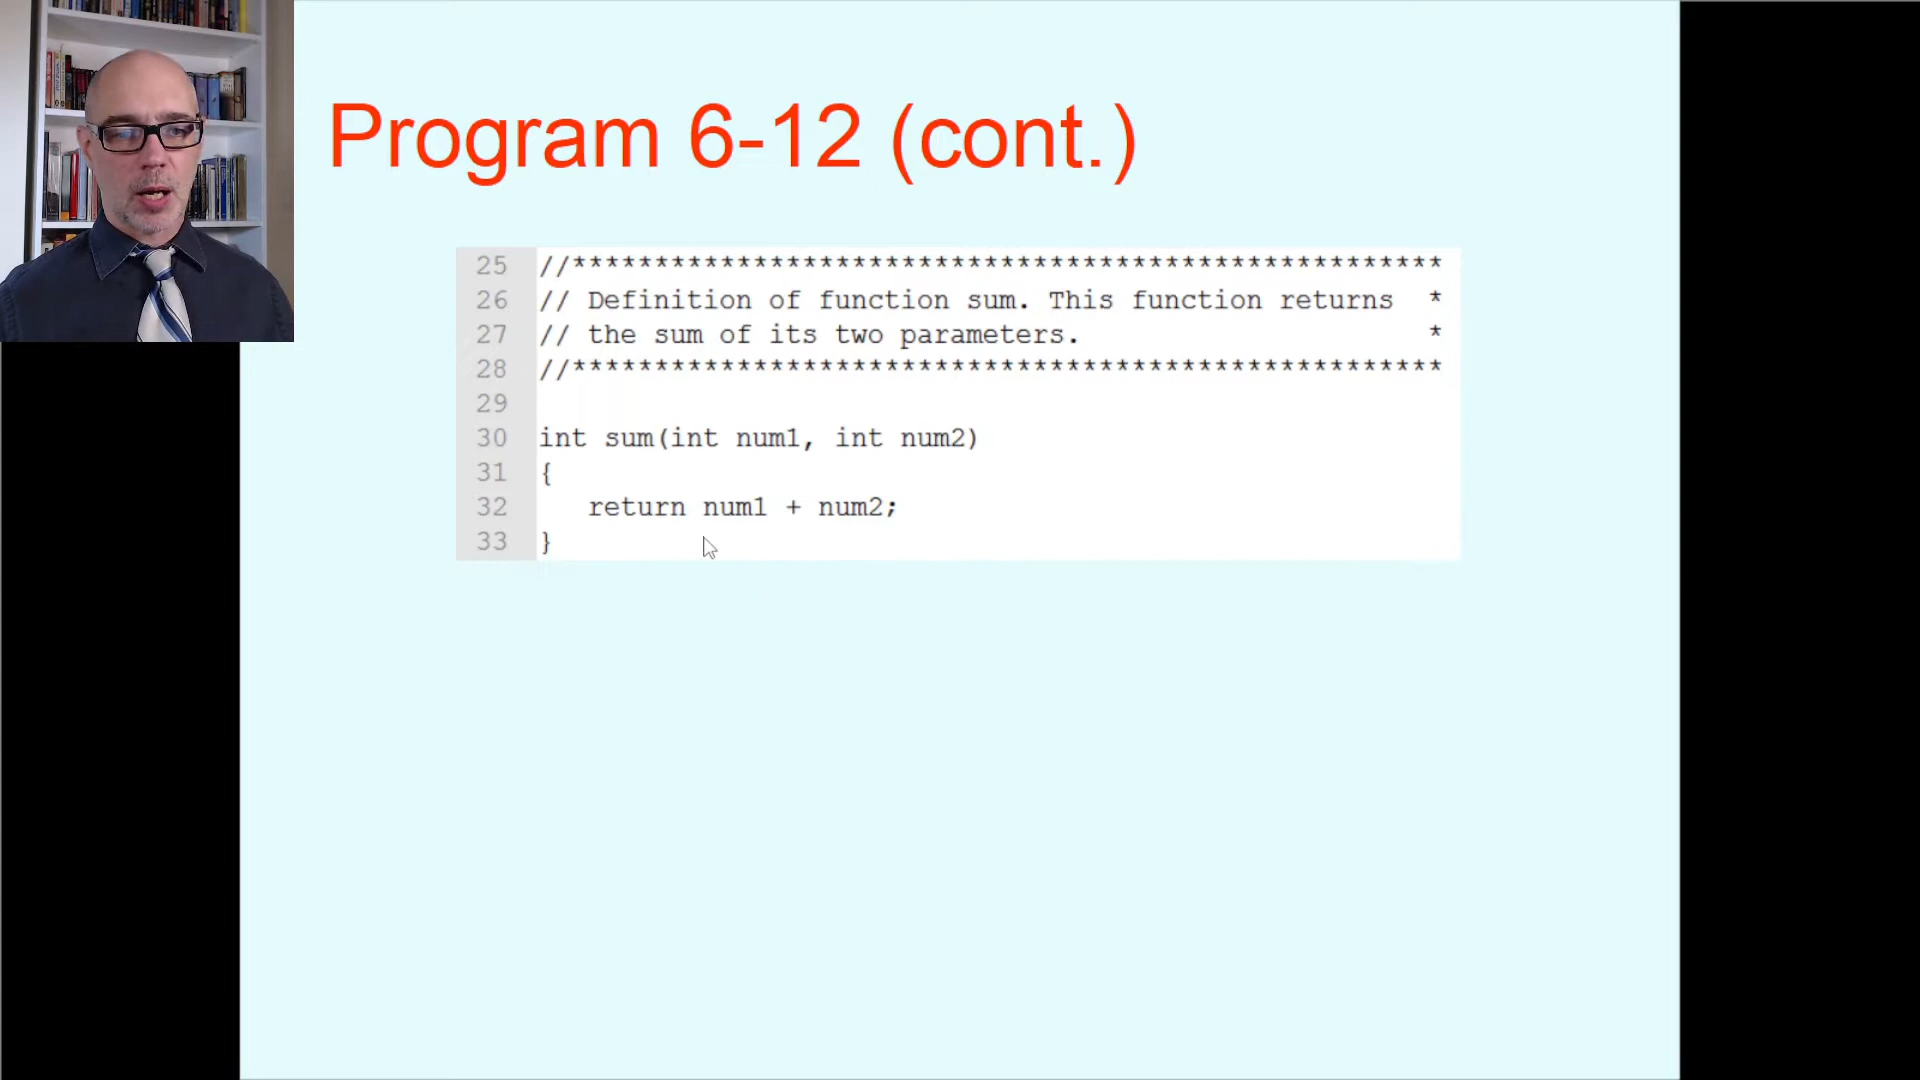 Program 6-12 (cont.)
25 //*****************************************************
26 // Definition of function sum. This function returns *
27 // the sum of its two parameters. *
28 //*****************************************************
29
30 int sum(int num1, int num2)
31 {
32 return num1 + num2;
33 }